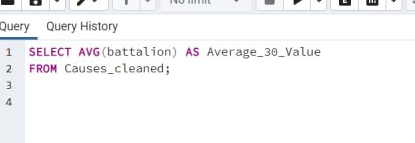 No limit
Query Query History
1 SELECT AVG(battalion) AS Average_30_Value
2 FROM Causes_cleaned;
3
4